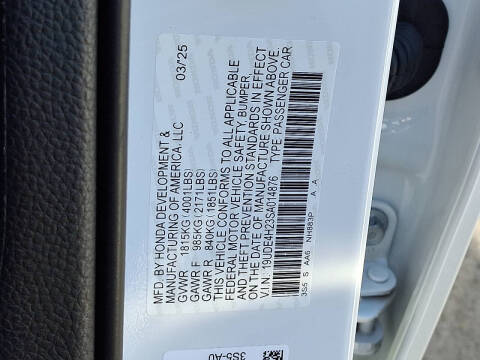 MFD. BY HONDA DEVELOPMENT & 03/25
MANUFACTURING OF AMERICA, LLC
GVWR 1815KG(4001LBS)
GAWR F 985KG(2171LBS)
GAWR R 840KG(1851LBS)
THIS VEHICLE CONFORMS TO ALL APPLICABLE
FEDERAL MOTOR VEHICLE SAFETY, BUMPER,
AND THEFT PREVENTION STANDARDS IN EFFECT
ON THE DATE OF MANUFACTURE SHOWN ABOVE.
V.I.N. 19UDE4H23SA014876 TYPE PASSENGER CAR
3S5 S AA6 NH883P A A
3S5-A0